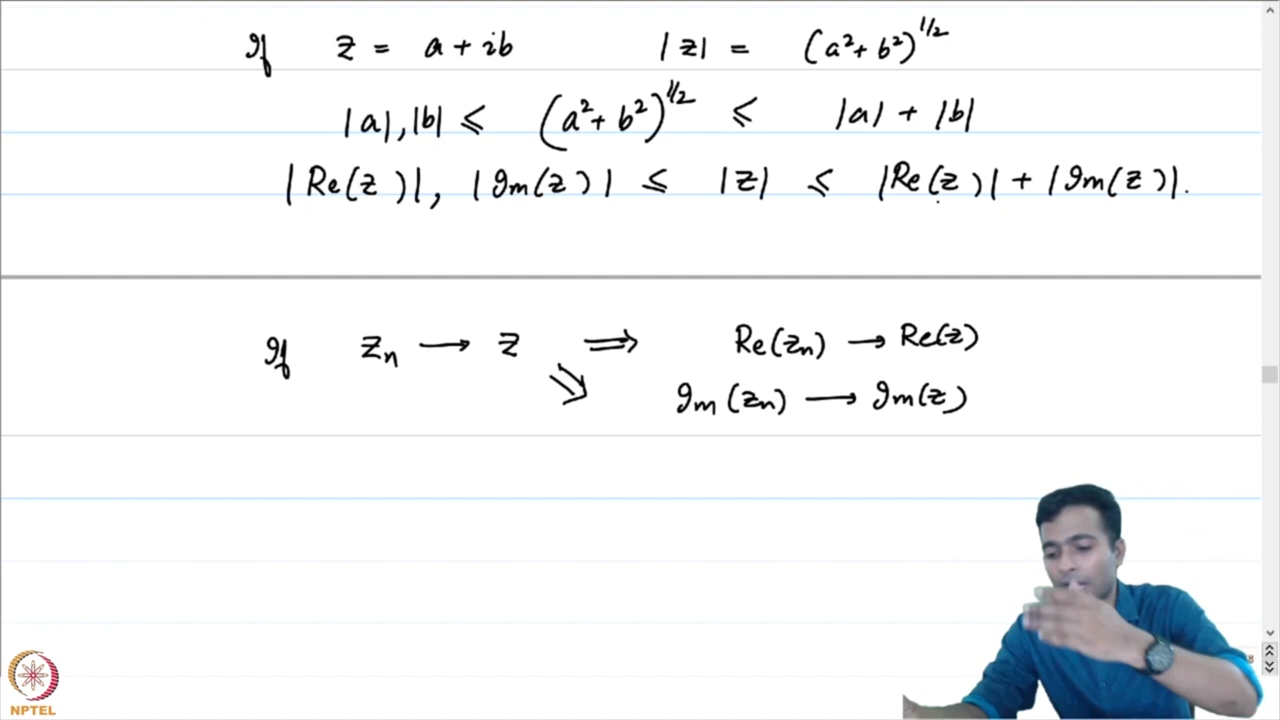 If z = a + ib |z| = (a² + b²)^{1/2}
|a|, |b| ≤ (a² + b²)^{1/2} ≤ |a| + |b|
|Re(z)|, |Im(z)| ≤ |z| ≤ |Re(z)| + |Im(z)|.
If zₙ → z ⇒ Re(zₙ) → Re(z)
⇒ Im(zₙ) → Im(z)
NPTEL